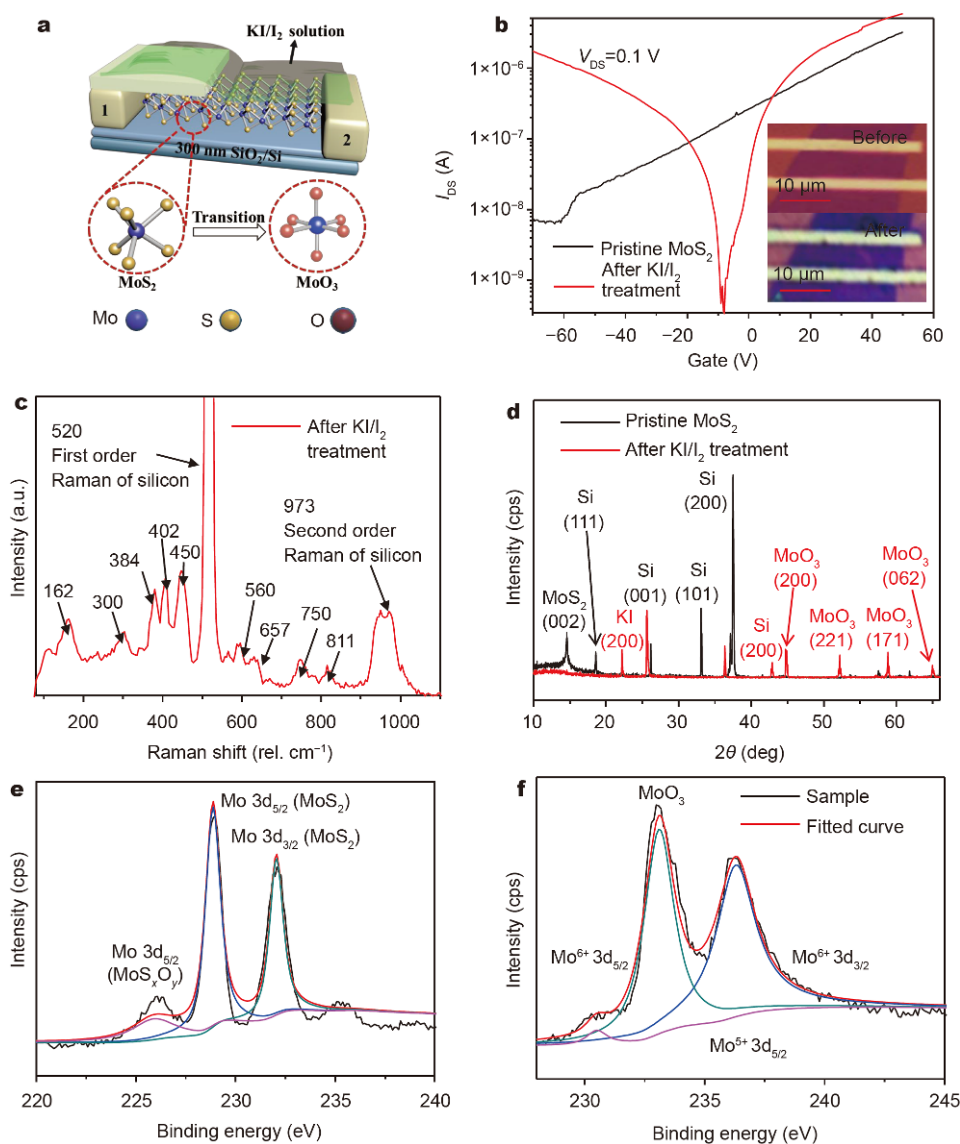 a
KI/I₂
solution
1
2
300 nm SiO₂/Si
Transition
MoS₂
MoO₃
Mo
S
O
b
V_DS=0.1 V
1×10⁻⁶
1×10⁻⁷
1×10⁻⁸
1×10⁻⁹
I_DS (A)
Before
10 μm
After
10 μm
Pristine MoS₂
After KI/I₂
treatment
−60
−40
−20
0
20
40
60
Gate (V)
c
520
First order
Raman of silicon
After KI/I₂
treatment
973
Second order
Raman of silicon
162
300
384
402
450
560
657
750
811
Intensity (a.u.)
200
400
600
800
1000
Raman shift (rel. cm⁻¹)
d
Pristine MoS₂
After KI/I₂ treatment
Si
(200)
Si
(111)
MoS₂
(002)
KI
(200)
Si
(001)
Si
(101)
Si
(200)
MoO₃
(200)
MoO₃
(221)
MoO₃
(171)
MoO₃
(062)
Intensity (cps)
10
20
30
40
50
60
2θ (deg)
e
Mo 3d₅/₂ (MoS₂)
Mo 3d₃/₂ (MoS₂)
Mo 3d₅/₂
(MoSₓO_y)
Intensity (cps)
220
225
230
235
240
Binding energy (eV)
f
MoO₃
Sample
Fitted curve
Mo⁶⁺ 3d₅/₂
Mo⁶⁺ 3d₃/₂
Mo⁵⁺ 3d₅/₂
Intensity (cps)
230
235
240
245
Binding energy (eV)